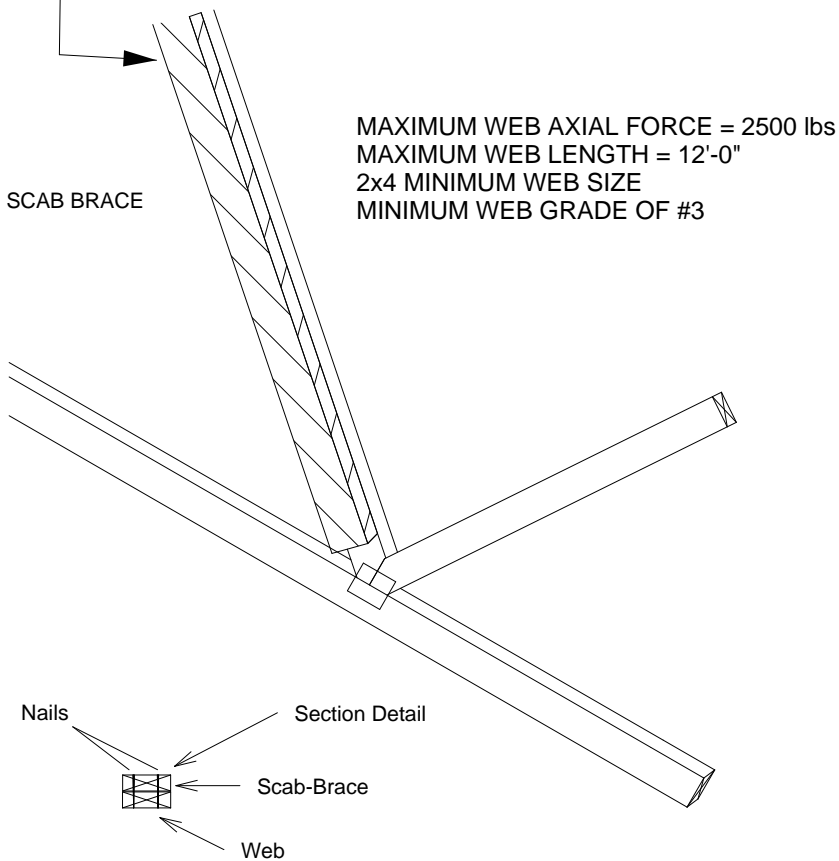 MAXIMUM WEB AXIAL FORCE = 2500 lbs
MAXIMUM WEB LENGTH = 12'-0"
2x4 MINIMUM WEB SIZE
MINIMUM WEB GRADE OF #3
SCAB BRACE
Nails
Section Detail
Scab-Brace
Web